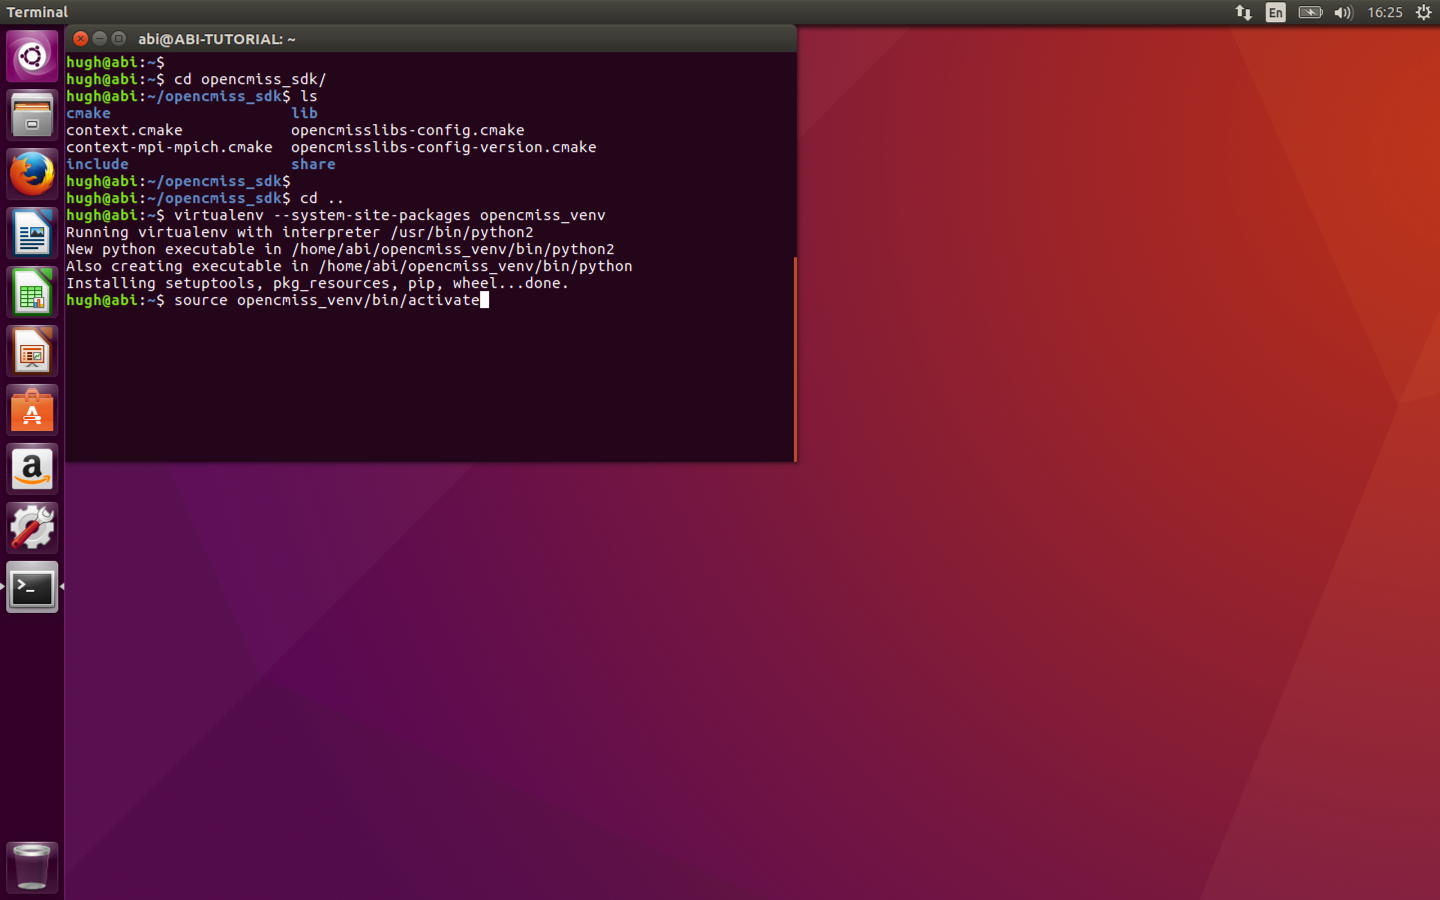 Terminal
En
16:25
abi@ABI-TUTORIAL: ~
hugh@abi:~$
hugh@abi:~$ cd opencmiss_sdk/
hugh@abi:~/opencmiss_sdk$ ls
cmake lib
context.cmake opencmisslibs-config.cmake
context-mpi-mpich.cmake opencmisslibs-config-version.cmake
include share
hugh@abi:~/opencmiss_sdk$
hugh@abi:~/opencmiss_sdk$ cd ..
hugh@abi:~$ virtualenv --system-site-packages opencmiss_venv
Running virtualenv with interpreter /usr/bin/python2
New python executable in /home/abi/opencmiss_venv/bin/python2
Also creating executable in /home/abi/opencmiss_venv/bin/python
Installing setuptools, pkg_resources, pip, wheel...done.
hugh@abi:~$ source opencmiss_venv/bin/activate